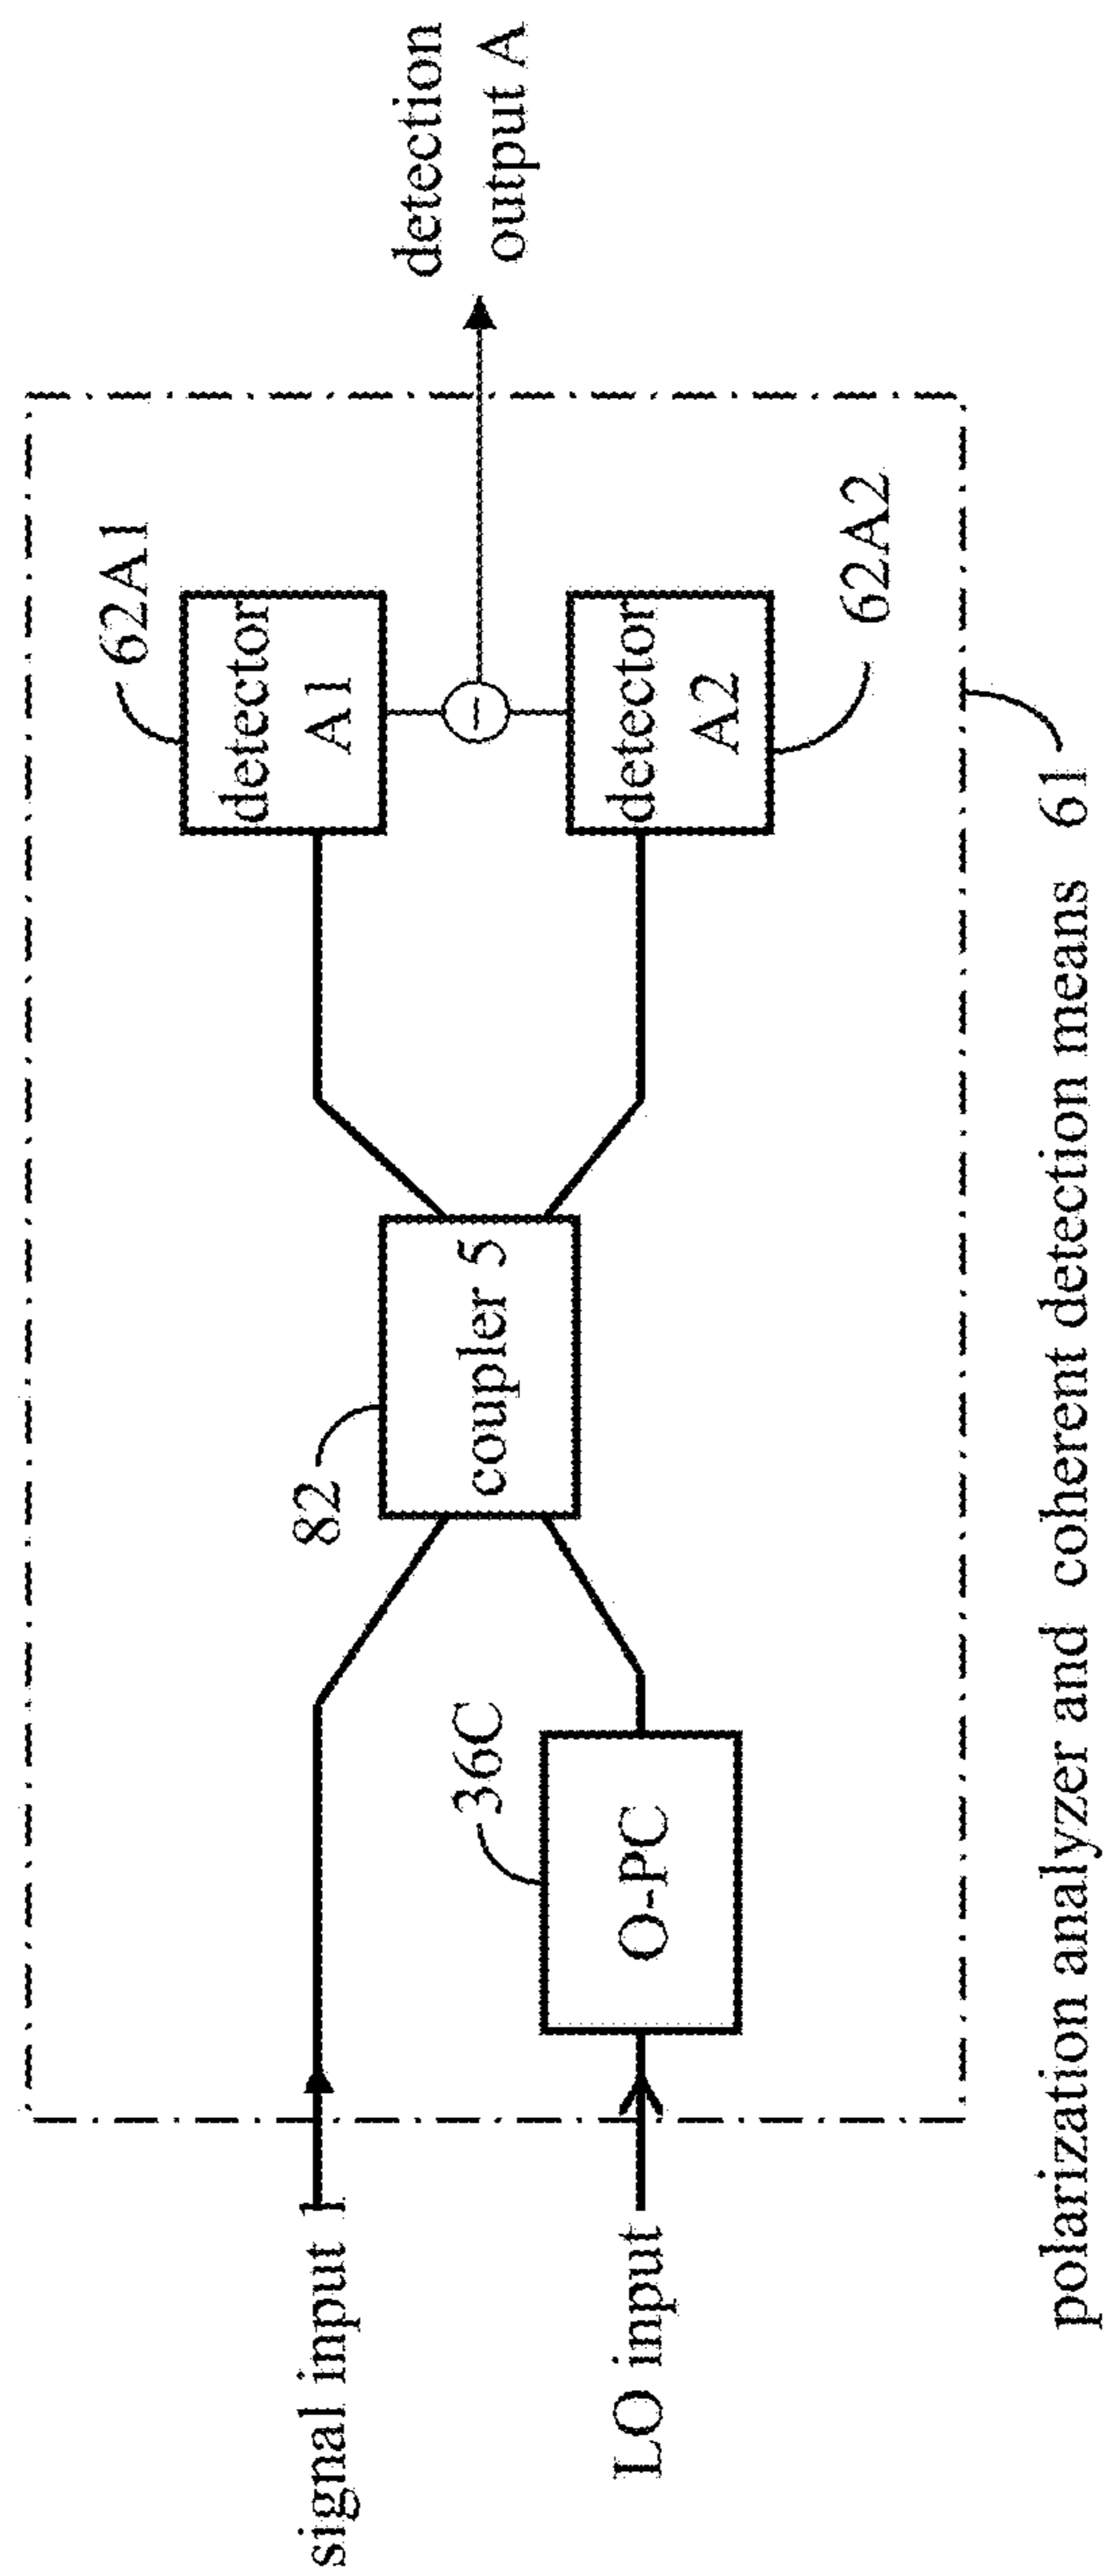 62A1
detector
A1
detection
output A
signal input 1
82
coupler 5
−
36C
LO input
O-PC
detector
A2
62A2
polarization analyzer and coherent detection means 61